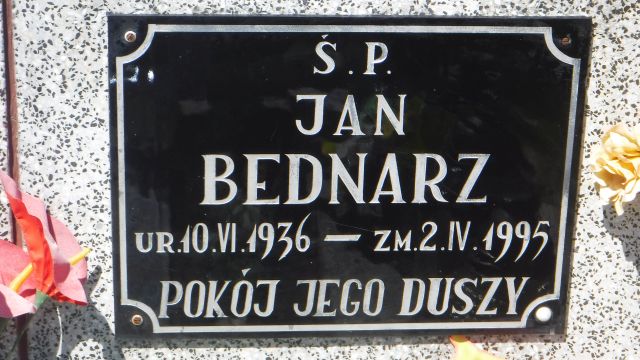 Ś.P.
JAN
BEDNARZ
UR.10.VI.1936 — ZM.2.IV.1995
POKÓJ JEGO DUSZY